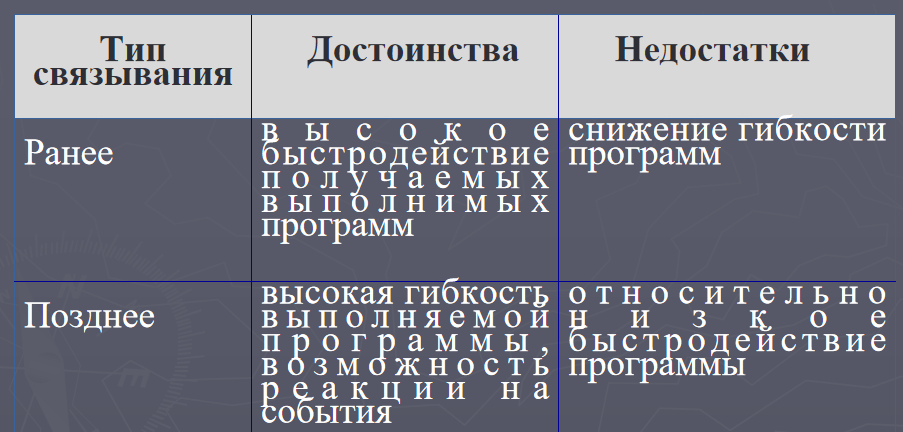 Тип
связывания
Достоинства
Недостатки
Ранее
высокое
быстродействие
получаемых
выполнимых
программ
снижение гибкости
программ
Позднее
высокая гибкость
выполняемой
программы,
возможность
реакции на
события
относительно
низкое
быстродействие
программы